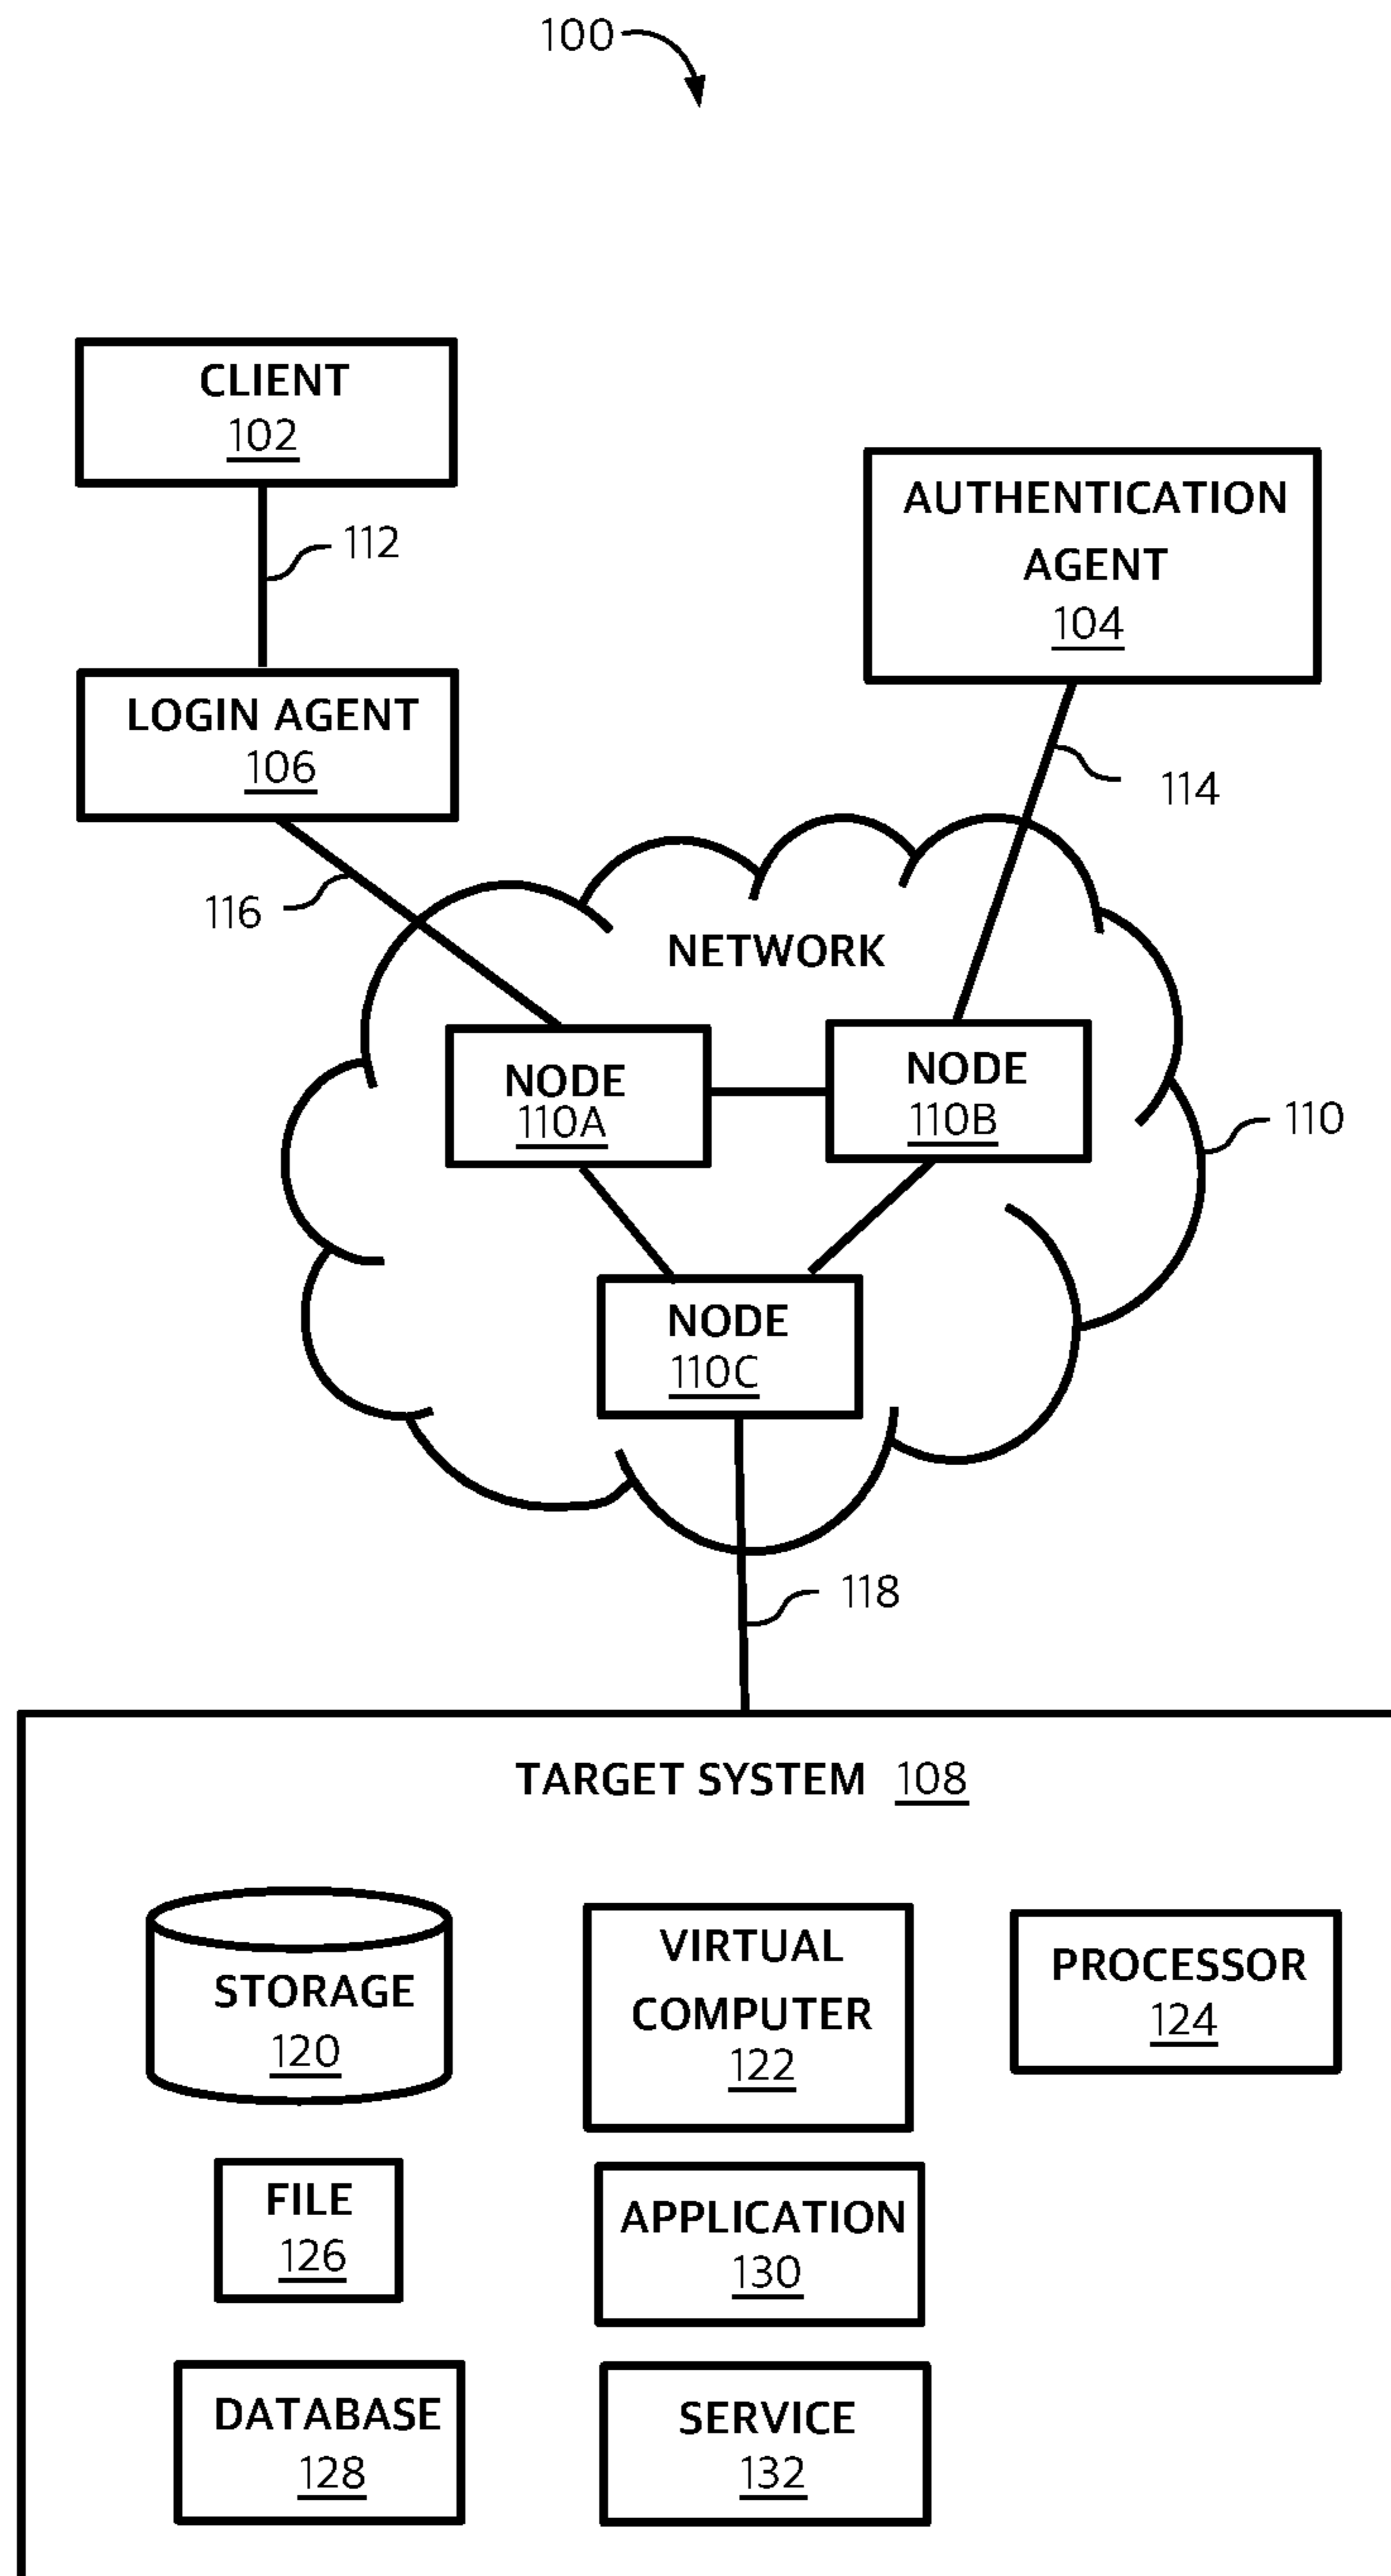 100
CLIENT
102
112
AUTHENTICATION
AGENT
104
LOGIN AGENT
106
114
116
NETWORK
NODE
110A
NODE
110B
110
NODE
110C
118
TARGET SYSTEM 108
STORAGE
120
VIRTUAL
COMPUTER
122
PROCESSOR
124
FILE
126
APPLICATION
130
DATABASE
128
SERVICE
132